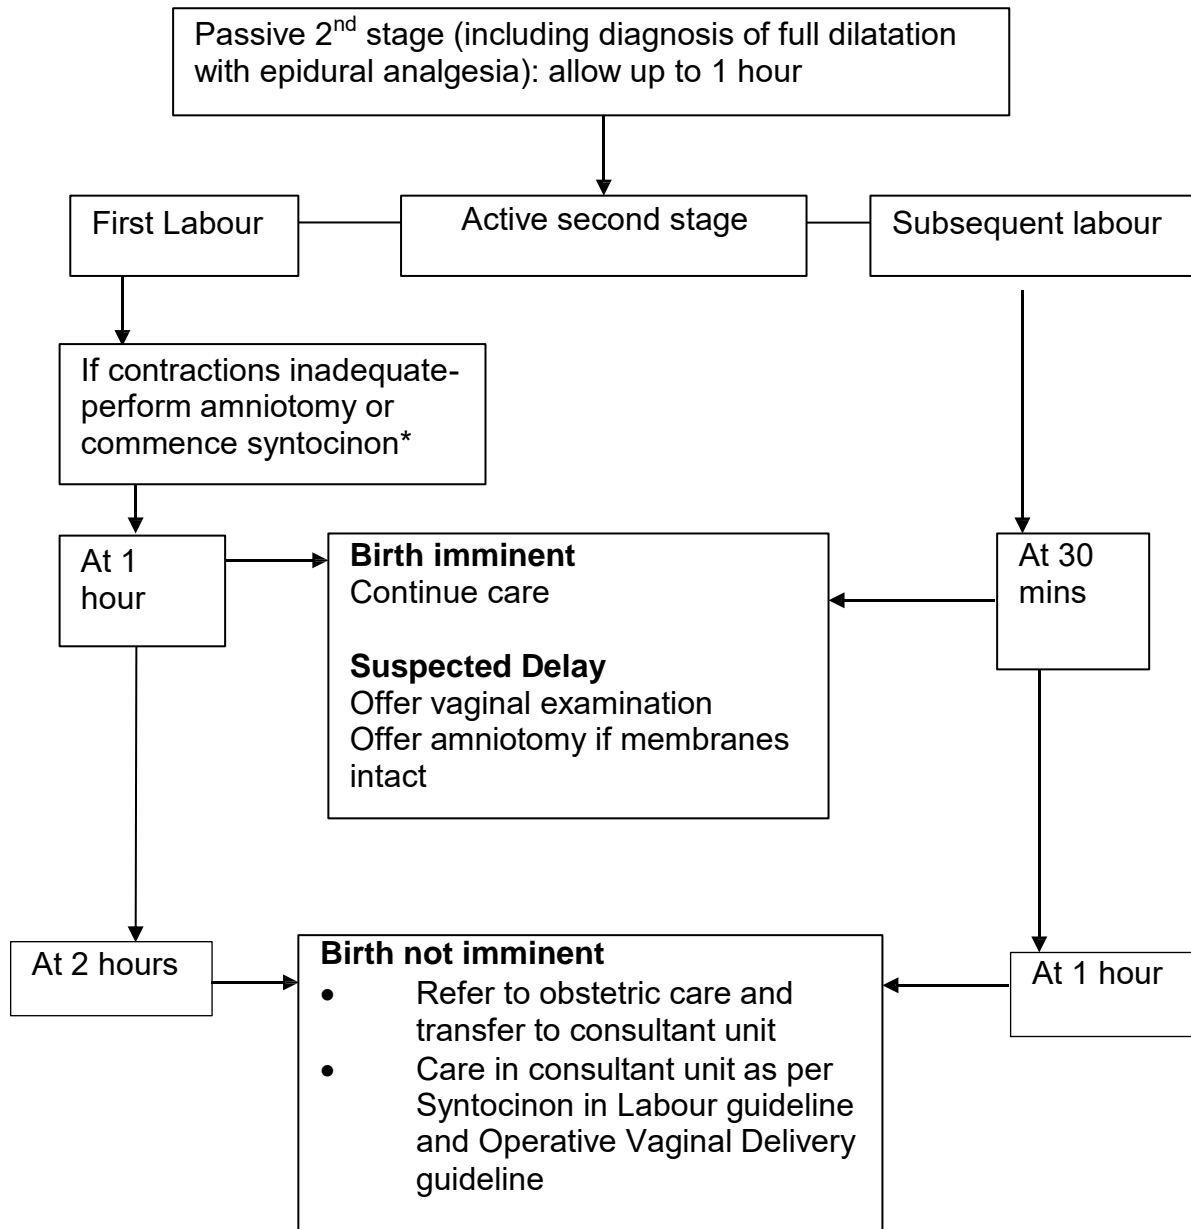 Passive 2nd stage (including diagnosis of full dilatation
with epidural analgesia): allow up to 1 hour
First Labour
Active second stage
Subsequent labour
If contractions inadequate-
perform amniotomy or
commence syntocinon*
At 1
hour
Birth imminent
Continue care
Suspected Delay
Offer vaginal examination
Offer amniotomy if membranes
intact
At 30
mins
At 2 hours
Birth not imminent
• Refer to obstetric care and
transfer to consultant unit
• Care in consultant unit as per
Syntocinon in Labour guideline
and Operative Vaginal Delivery
guideline
At 1 hour